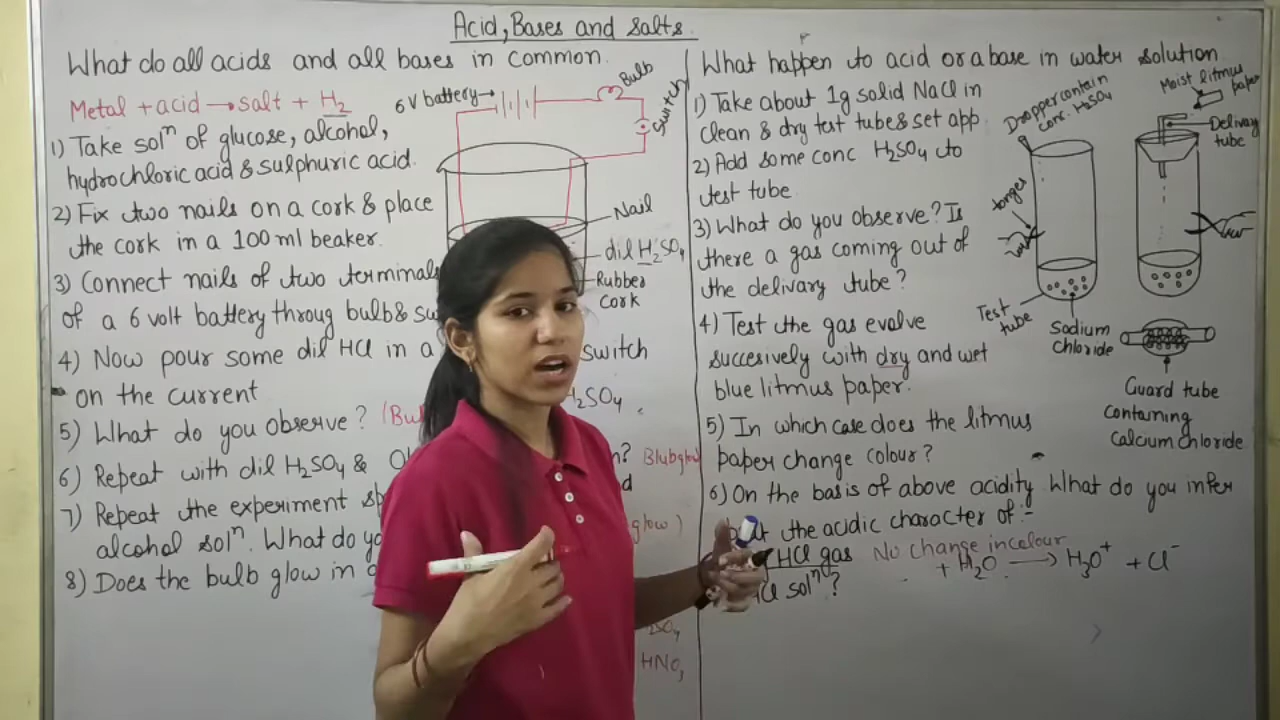 Acid, Bases and Salts.
What do all acids and all bases in common.
Metal + acid → salt + H2
1) Take solⁿ of glucose, alcohol,
hydrochloric acid & sulphuric acid.
2) Fix two nails on a cork & place
the cork in a 100 ml beaker.
3) Connect nails of two terminals
of a 6 volt battery throug bulb &
4) Now pour some dil HCl in a switch
on the current
5) What do you observe?
6) Repeat with dil H2SO4 &
7) Repeat the experiment
alcohol solⁿ. What do
8) Does the bulb glow in
6V battery →
Bulb
Switch
Nail
dil H2SO4
Rubber
Cork
H2SO4
Blubglow
glow)
HNO3
What happen to acid or a base in water solution
1) Take about 1g solid NaCl in
clean & dry test tube & set app
2) Add some conc H2SO4 to
test tube
3) What do you observe? Is
there a gas coming out of
the delivary tube?
4) Test the gas evolve
succesively with dry and wet
blue litmus paper.
5) In which case does the litmus
paper change colour?
6) On the basis of above acidity What do you infer
the acidic character of:-
HCl gas No change in colour
+ H2O → H3O+ + Cl-
solⁿ?
Dropper contain
conc. H2SO4
tonges
Test
tube
Sodium
chloride
Moist litmus
paper
Delivary
tube
Guard tube
containing
Calcium chloride